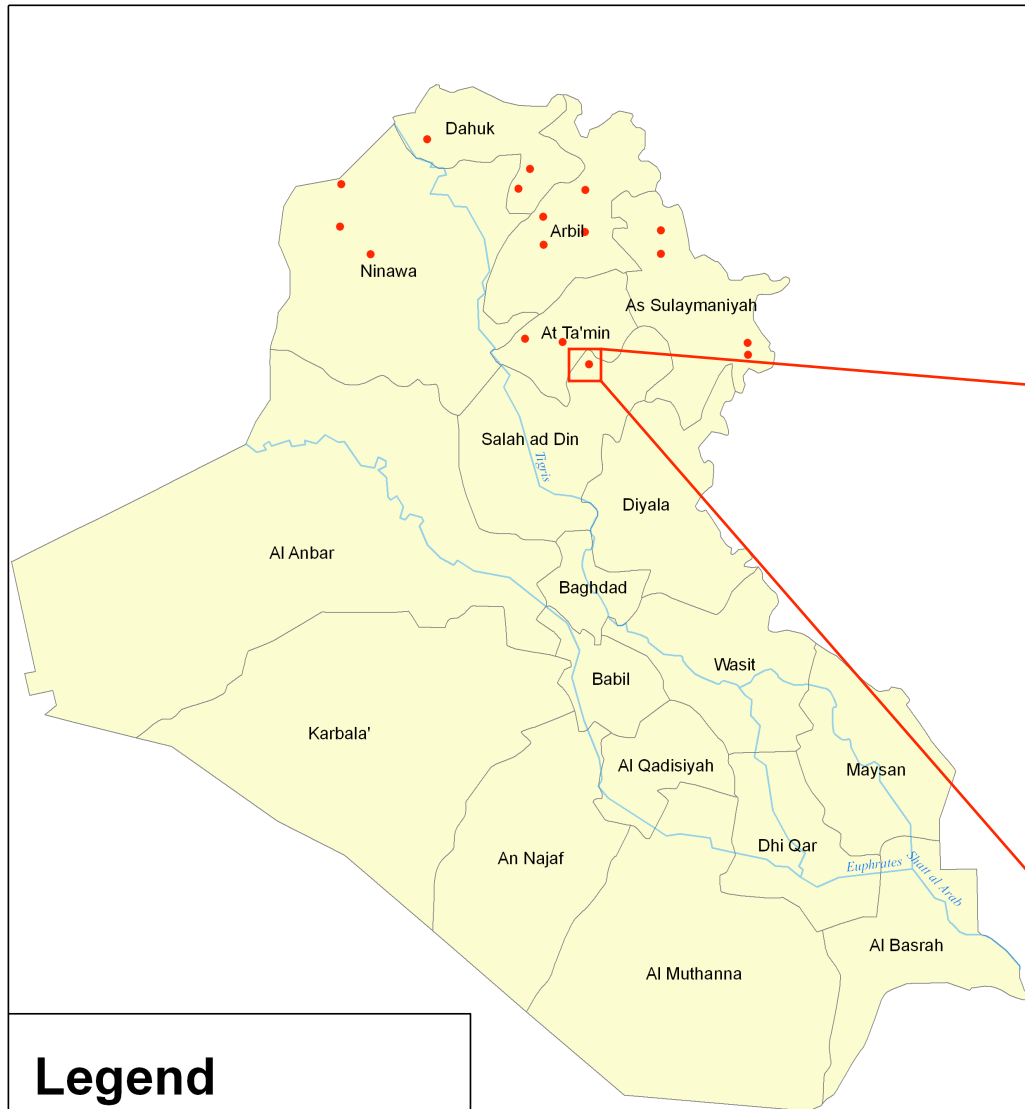 Dahuk
Arbil
Ninawa
As Sulaymaniyah
At Ta'min
Salah ad Din
Tigris
Diyala
Al Anbar
Baghdad
Wasit
Babil
Karbala'
Al Qadisiyah
Maysan
Dhi Qar
An Najaf
Euphrates
Shatt al Arab
Al Basrah
Al Muthanna
Legend